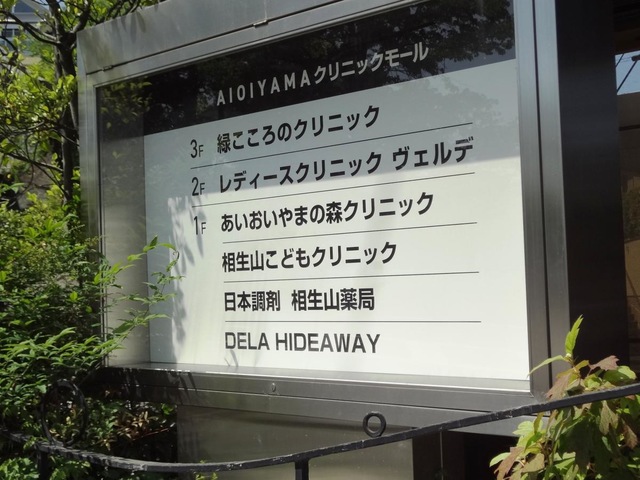 AIOIYAMAクリニックモール
3F 緑こころのクリニック
2F レディースクリニック ヴェルデ
1F あいおいやまの森クリニック
相生山こどもクリニック
日本調剤 相生山薬局
DELA HIDEAWAY